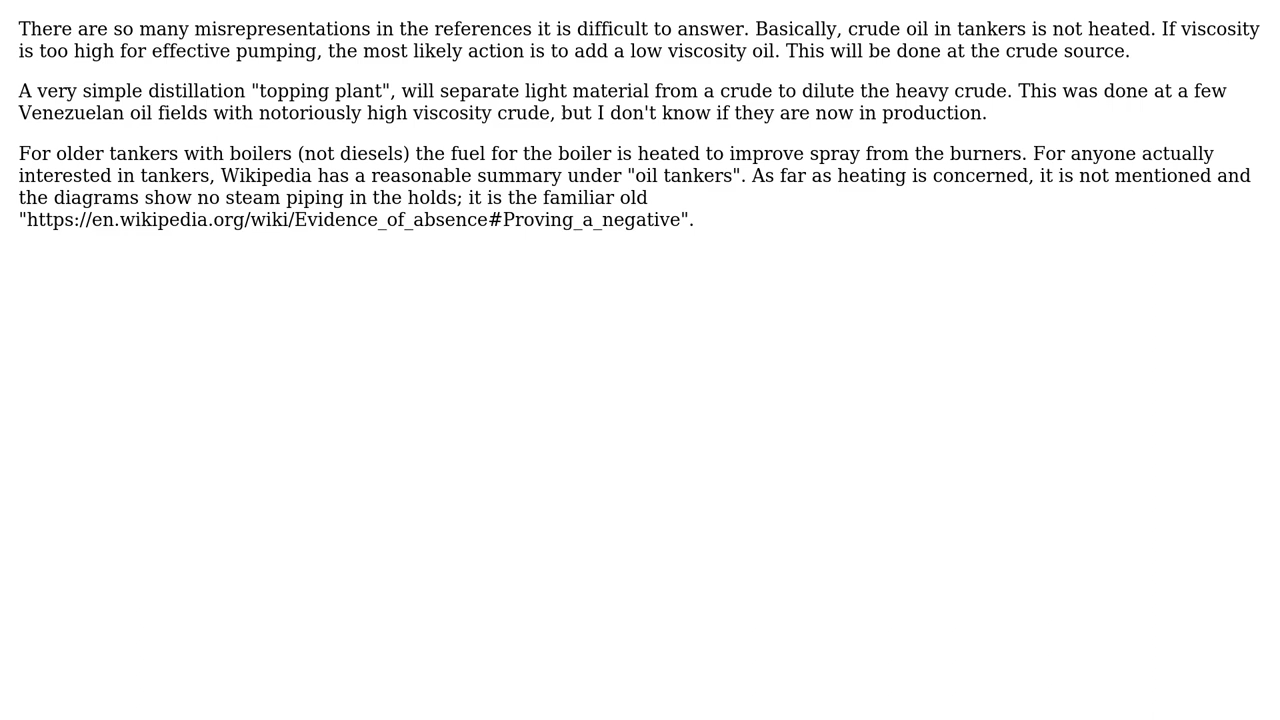 There are so many misrepresentations in the references it is difficult to answer. Basically, crude oil in tankers is not heated. If viscosity
is too high for effective pumping, the most likely action is to add a low viscosity oil. This will be done at the crude source.
A very simple distillation "topping plant", will separate light material from a crude to dilute the heavy crude. This was done at a few
Venezuelan oil fields with notoriously high viscosity crude, but I don't know if they are now in production.
For older tankers with boilers (not diesels) the fuel for the boiler is heated to improve spray from the burners. For anyone actually
interested in tankers, Wikipedia has a reasonable summary under "oil tankers". As far as heating is concerned, it is not mentioned and
the diagrams show no steam piping in the holds; it is the familiar old
"https://en.wikipedia.org/wiki/Evidence_of_absence#Proving_a_negative".